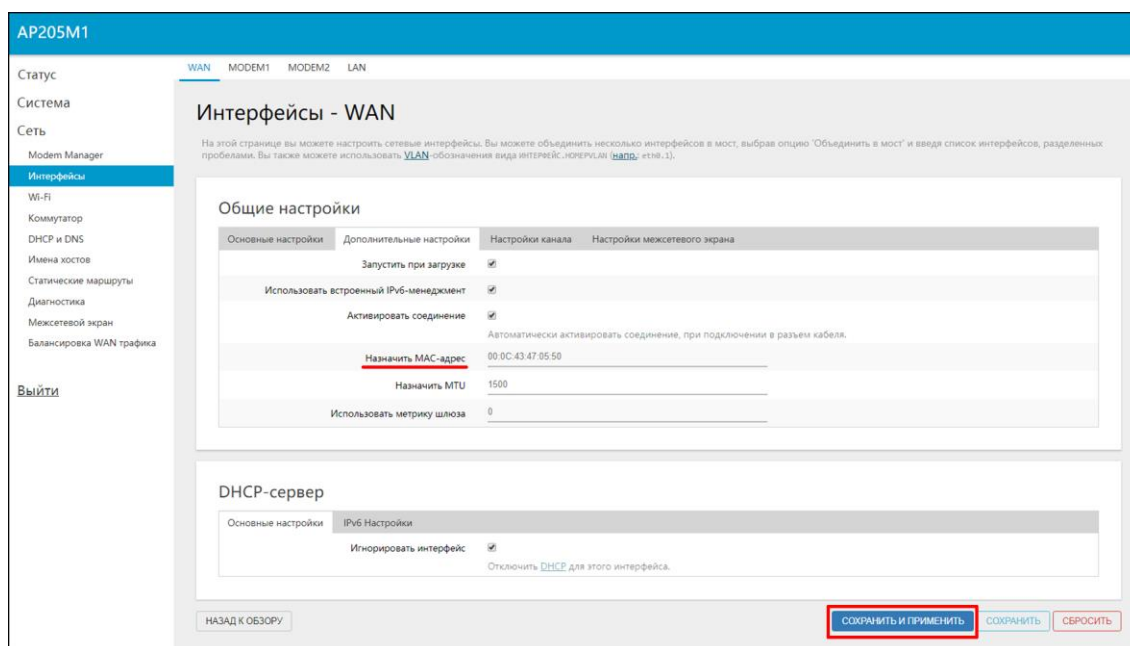 AP205M1
Статус
Система
Сеть
Modem Manager
Интерфейсы
Wi-Fi
Коммутатор
DHCP и DNS
Имена хостов
Статические маршруты
Диагностика
Межсетевой экран
Балансировка WAN трафика
Выйти
WAN MODEM1 MODEM2 LAN
Интерфейсы - WAN
На этой странице вы можете настроить сетевые интерфейсы. Вы можете объединить несколько интерфейсов в мост, выбрав опцию 'Объединить в мост' и введя список интерфейсов, разделенных
пробелами. Вы также можете использовать VLAN-обозначения вида ИНТЕРФЕЙС.НОМЕРVLAN (напр.: eth0.1).
Общие настройки
Основные настройки Дополнительные настройки Настройки канала Настройки межсетевого экрана
Запустить при загрузке
Использовать встроенный IPv6-менеджмент
Активировать соединение
Автоматически активировать соединение, при подключении в разъем кабеля.
Назначить MAC-адрес 00:0C:43:47:05:50
Назначить MTU 1500
Использовать метрику шлюза 0
DHCP-сервер
Основные настройки IPv6 Настройки
Игнорировать интерфейс
Отключить DHCP для этого интерфейса.
НАЗАД К ОБЗОРУ СОХРАНИТЬ И ПРИМЕНИТЬ СОХРАНИТЬ СБРОСИТЬ